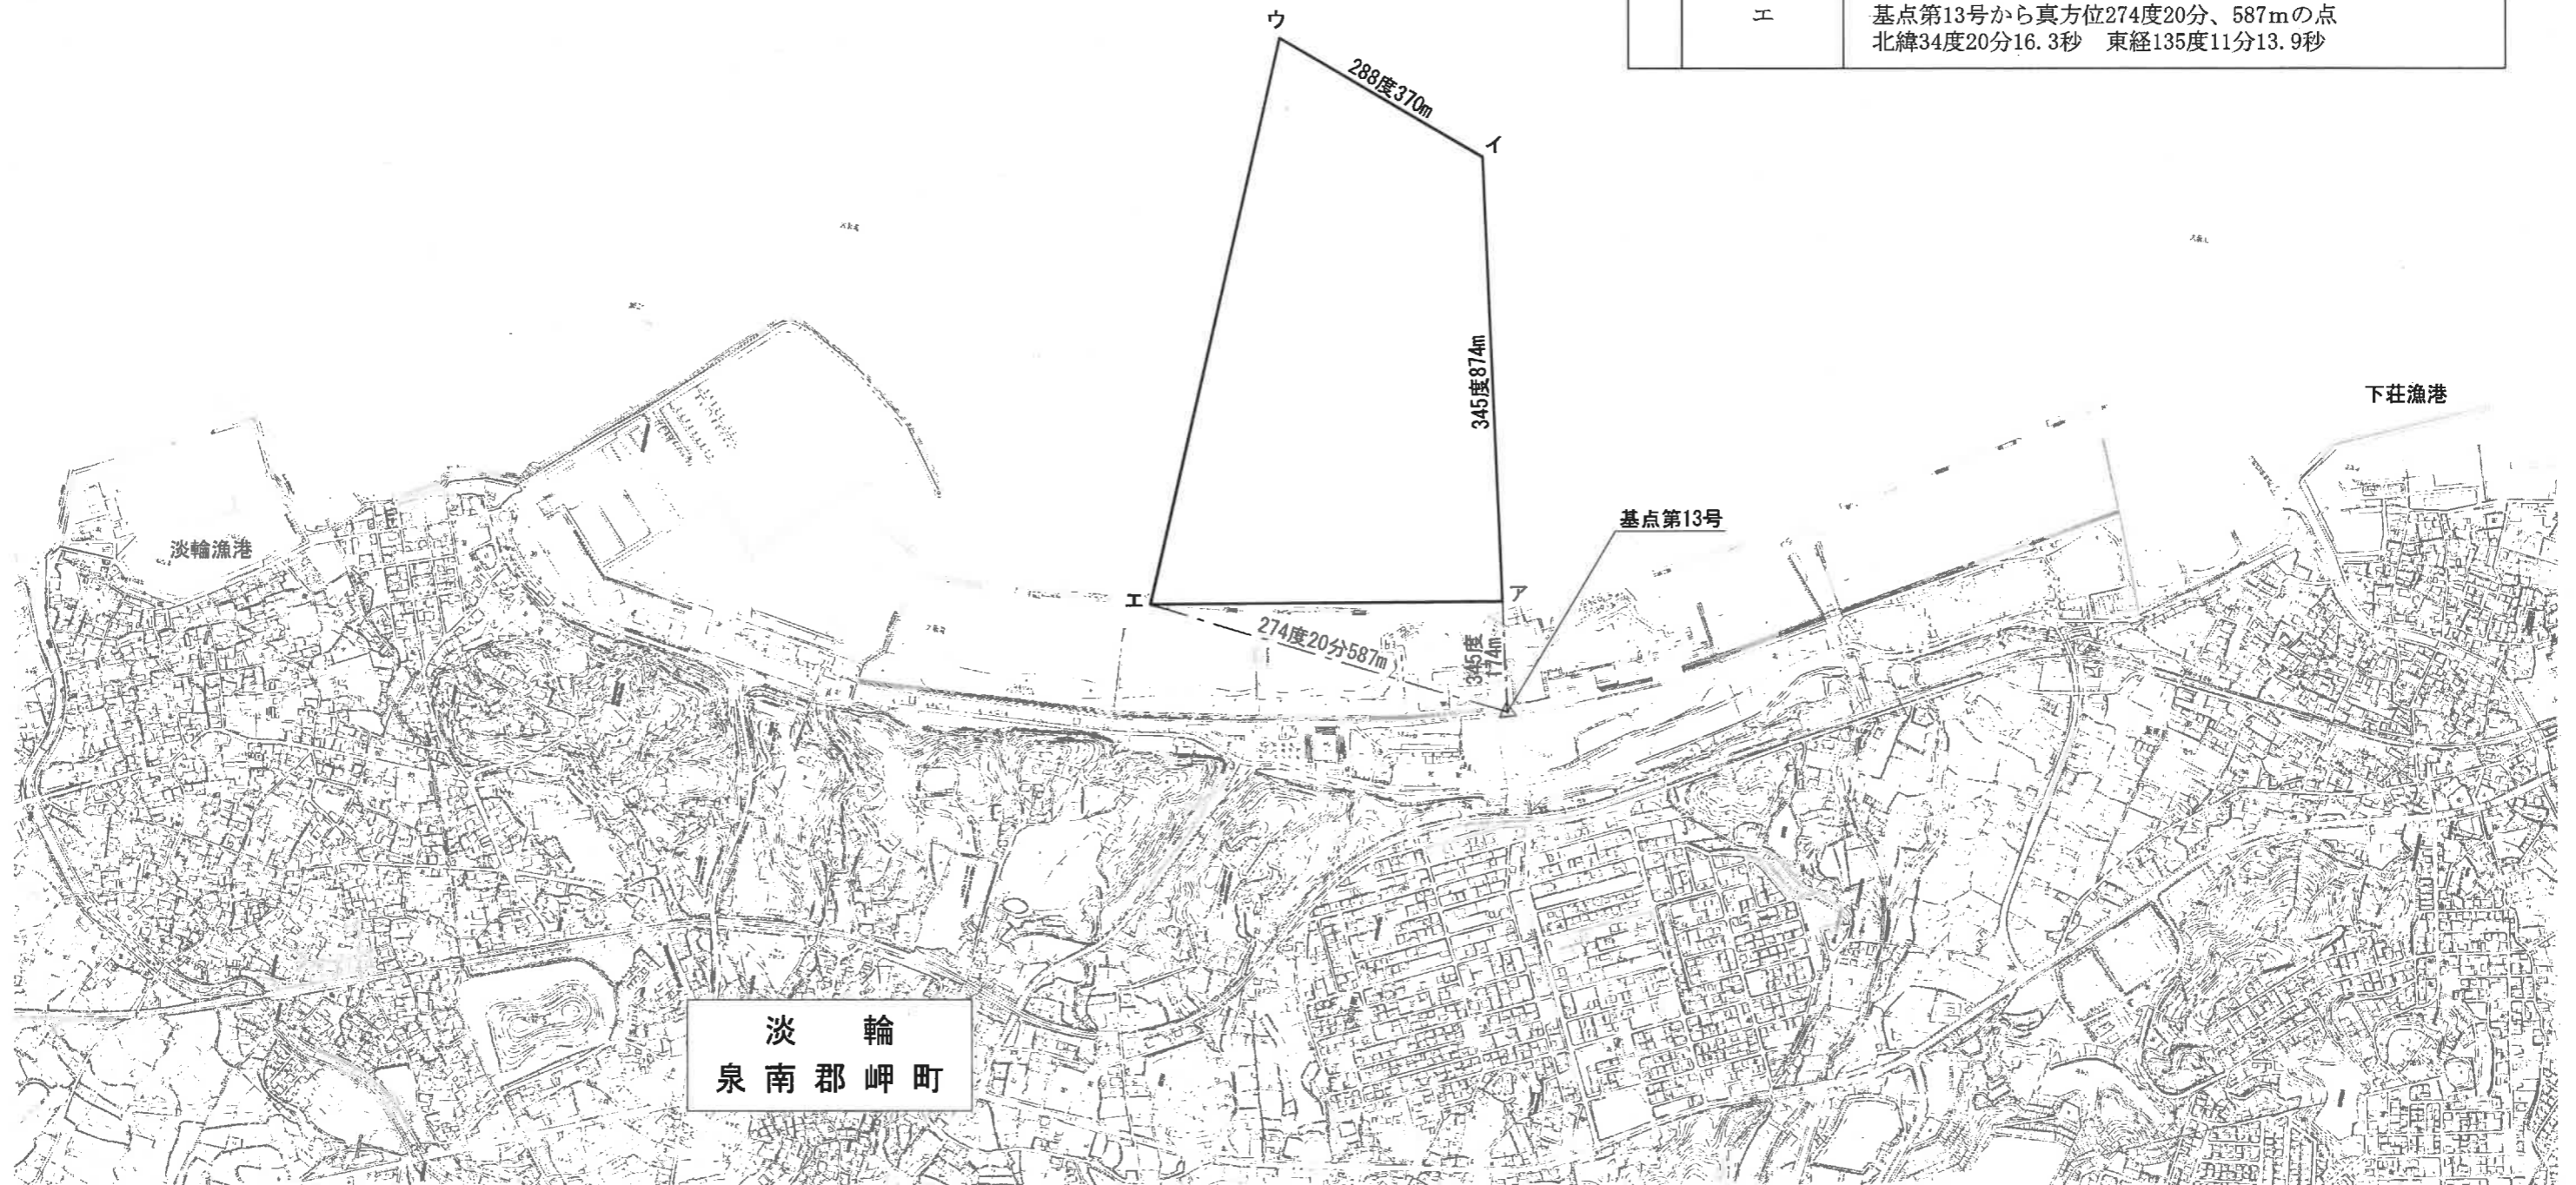 エ
基点第13号から真方位274度20分、587mの点
北緯34度20分16.3秒　東経135度11分13.9秒
ウ
288度370m
イ
345度874m
下荘漁港
基点第13号
淡輪漁港
エ
ア
274度20分587m
345度
174m
淡　輪
泉南郡岬町